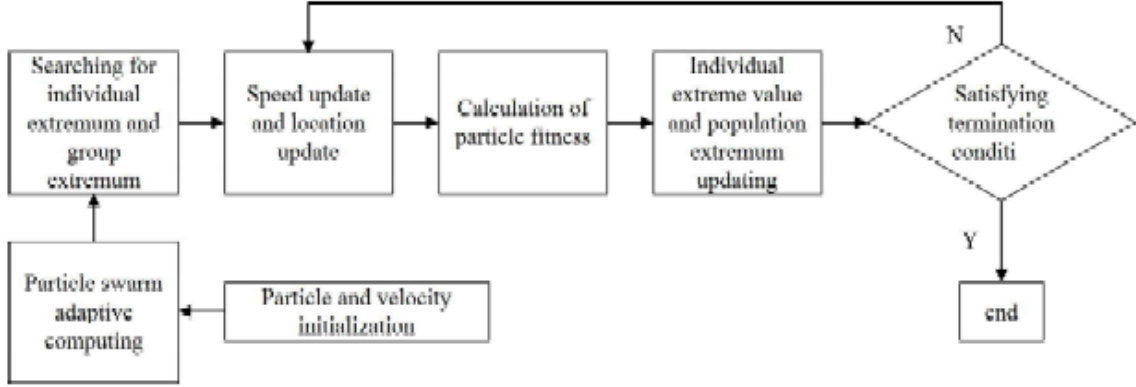 N
Searching for
individual
extremum and
group
extremum
Speed update
and location
update
Calculation of
particle fitness
Individual
extreme value
and population
extremum
updating
Satisfying
termination
conditi
Y
Particle swarm
adaptive
computing
Particle and velocity
initialization
end